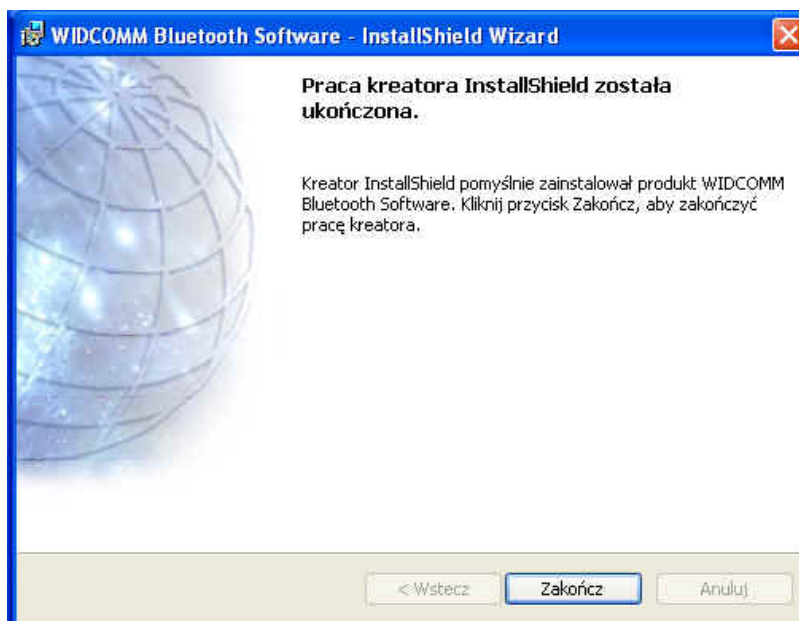 WIDCOMM Bluetooth Software - InstallShield Wizard
Praca kreatora InstallShield została
ukończona.
Kreator InstallShield pomyślnie zainstalował produkt WIDCOMM
Bluetooth Software. Kliknij przycisk Zakończ, aby zakończyć
pracę kreatora.
< Wstecz Zakończ Anuluj